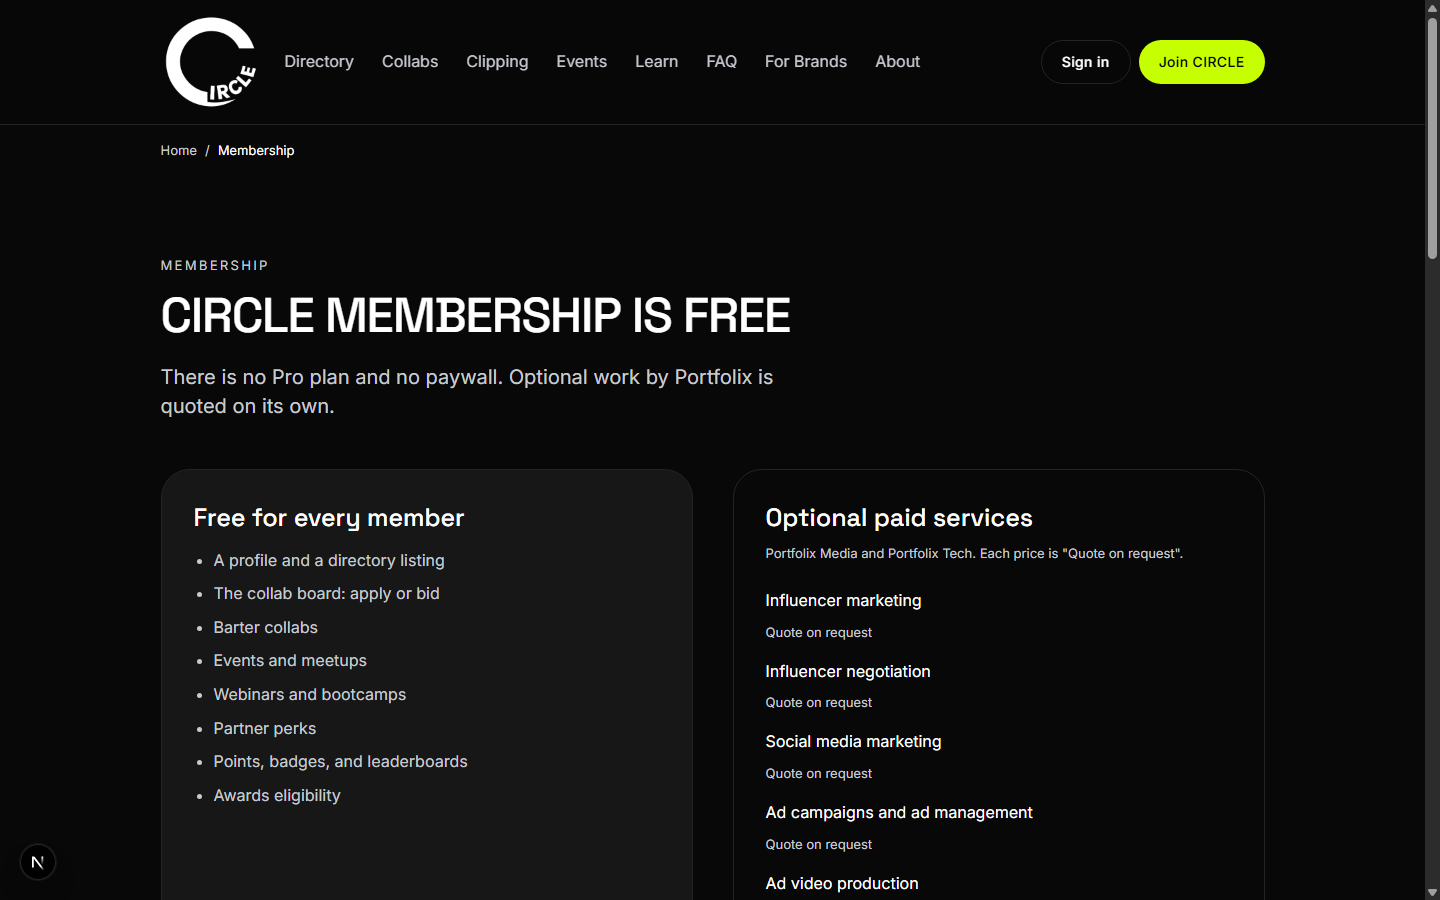 CIRCLE
Directory
Collabs
Clipping
Events
Learn
FAQ
For Brands
About
Sign in
Join CIRCLE
Home / Membership
MEMBERSHIP
CIRCLE MEMBERSHIP IS FREE
There is no Pro plan and no paywall. Optional work by Portfolix is
quoted on its own.
Free for every member
• A profile and a directory listing
• The collab board: apply or bid
• Barter collabs
• Events and meetups
• Webinars and bootcamps
• Partner perks
• Points, badges, and leaderboards
• Awards eligibility
Optional paid services
Portfolix Media and Portfolix Tech. Each price is "Quote on request".
Influencer marketing
Quote on request
Influencer negotiation
Quote on request
Social media marketing
Quote on request
Ad campaigns and ad management
Quote on request
Ad video production
N